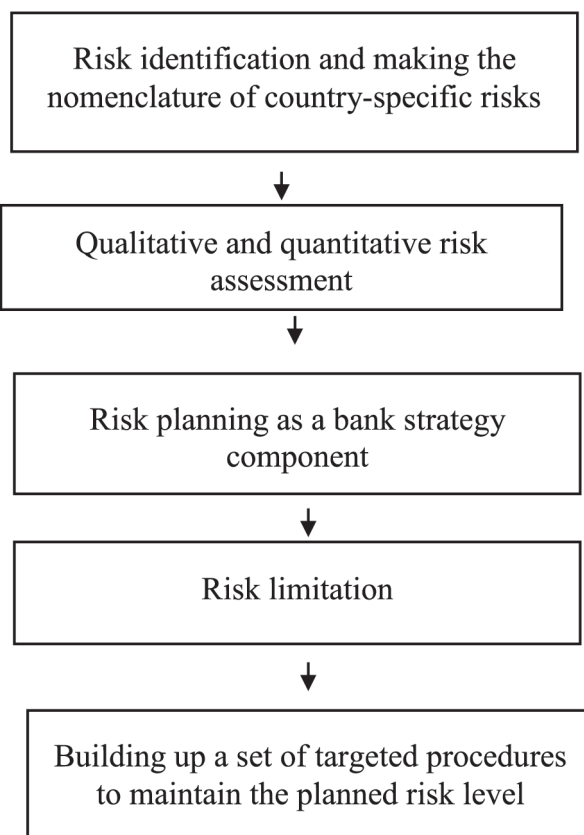 Risk identification and making the
nomenclature of country-specific risks
Qualitative and quantitative risk
assessment
Risk planning as a bank strategy
component
Risk limitation
Building up a set of targeted procedures
to maintain the planned risk level